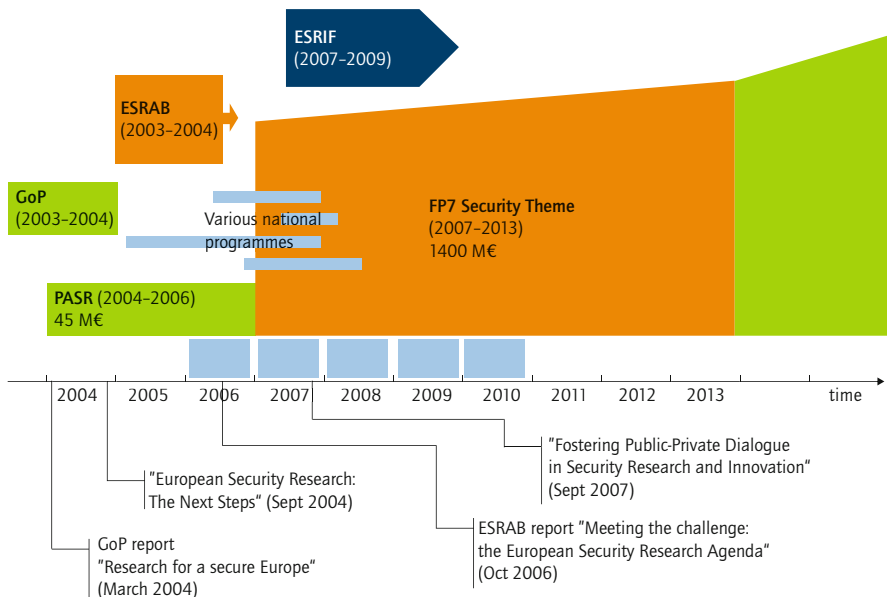 ESRIF
(2007–2009)
ESRAB
(2003–2004)
GoP
(2003–2004)
Various national
programmes
FP7 Security Theme
(2007–2013)
1400 M€
PASR (2004–2006)
45 M€
2004 2005 2006 2007 2008 2009 2010 2011 2012 2013 time
"Fostering Public-Private Dialogue
in Security Research and Innovation“
(Sept 2007)
"European Security Research:
The Next Steps“ (Sept 2004)
ESRAB report "Meeting the challenge:
the European Security Research Agenda“
(Oct 2006)
GoP report
"Research for a secure Europe“
(March 2004)